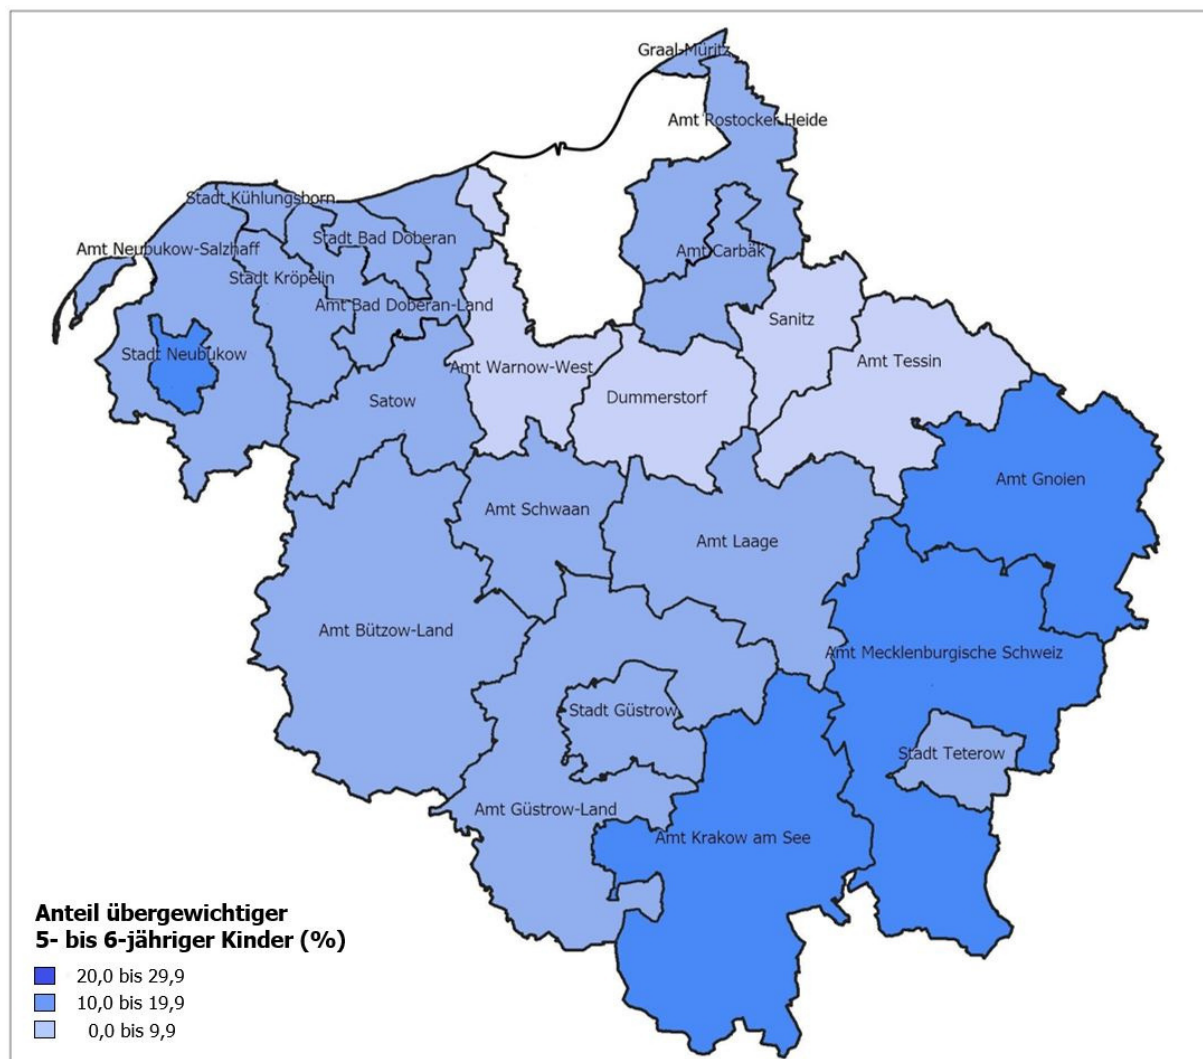 Graal-Müritz
Amt Rostocker Heide
Stadt Kühlungsborn
Stadt Bad Doberan
Amt Neubukow-Salzhaff
Amt Carbäk
Stadt Kröpelin
Amt Bad Doberan-Land
Sanitz
Stadt Neubukow
Amt Warnow-West
Amt Tessin
Satow
Dummerstorf
Amt Gnoien
Amt Schwaan
Amt Laage
Amt Bützow-Land
Amt Mecklenburgische Schweiz
Stadt Güstrow
Stadt Teterow
Amt Güstrow-Land
Amt Krakow am See
Anteil übergewichtiger
5- bis 6-jähriger Kinder (%)
20,0 bis 29,9
10,0 bis 19,9
0,0 bis 9,9